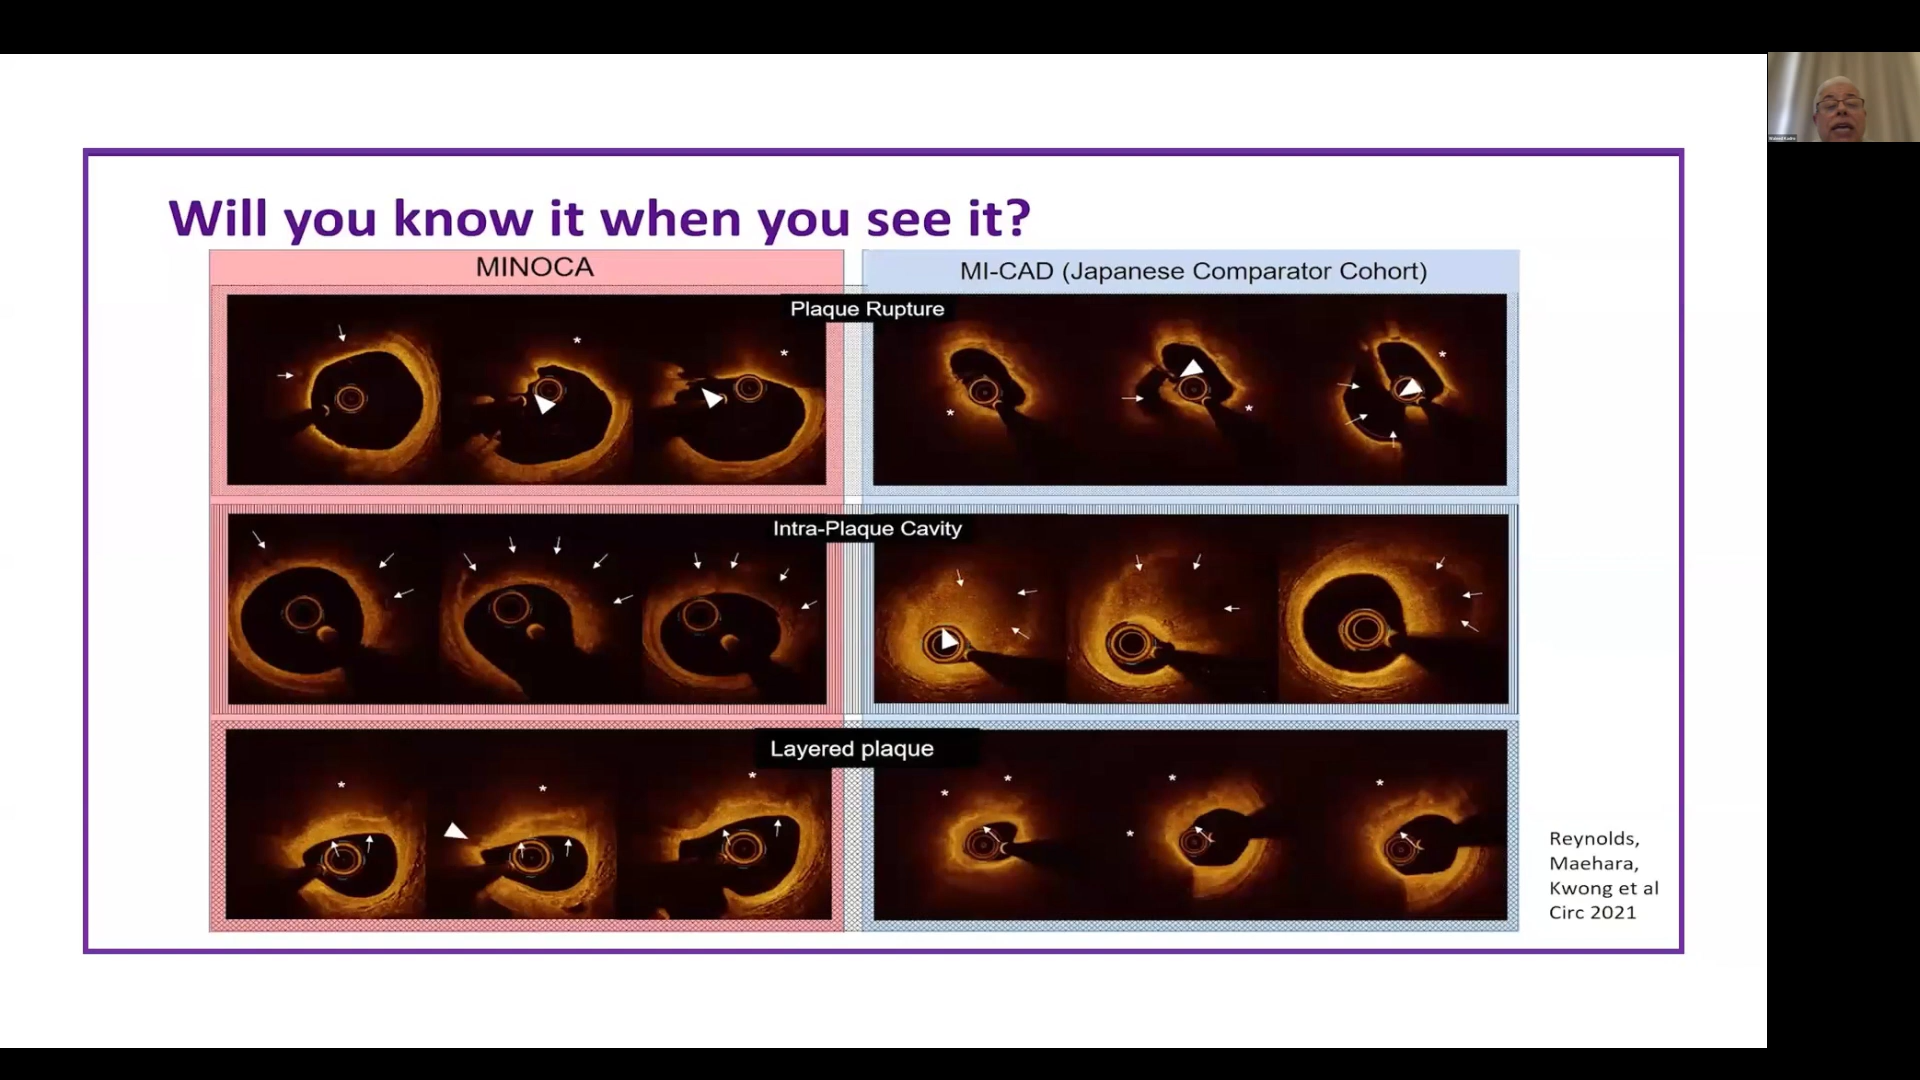 Will you know it when you see it?
MINOCA
MI-CAD (Japanese Comparator Cohort)
Plaque Rupture
Intra-Plaque Cavity
Layered plaque
Reynolds,
Maehara,
Kwong et al
Circ 2021